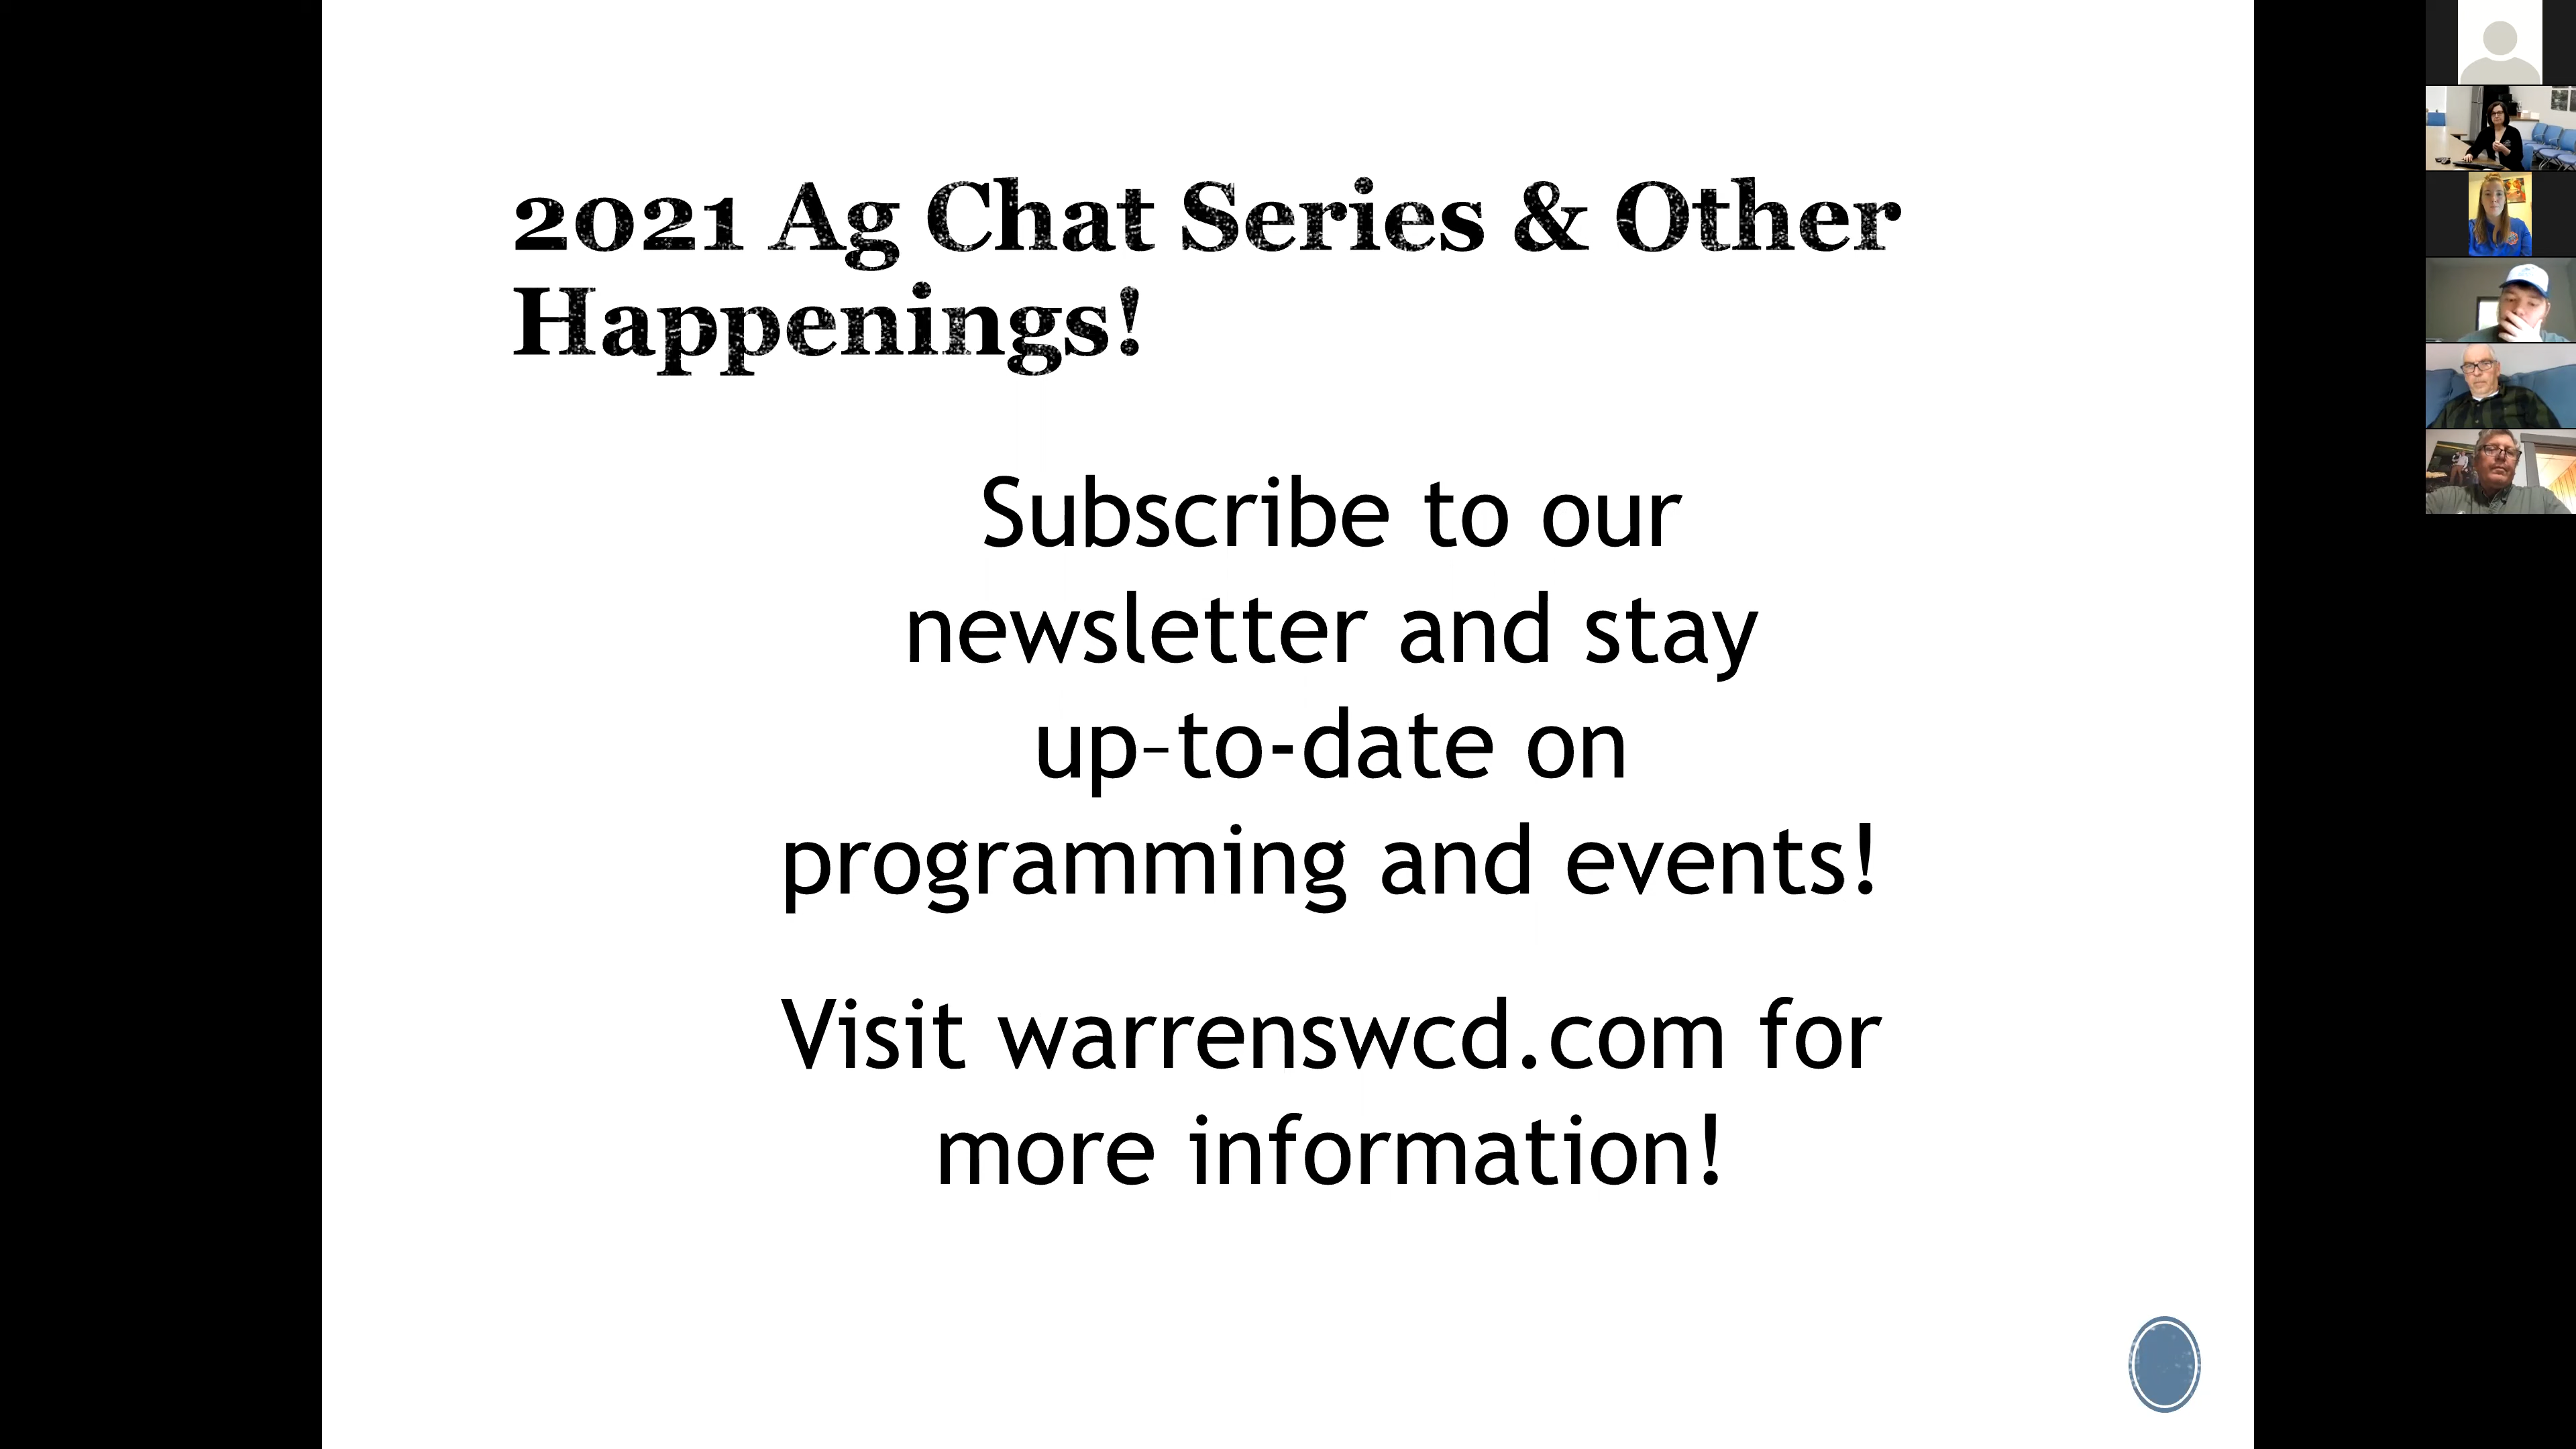 2021 Ag Chat Series & Other
Happenings!
Subscribe to our
newsletter and stay
up–to-date on
programming and events!
Visit warrenswcd.com for
more information!